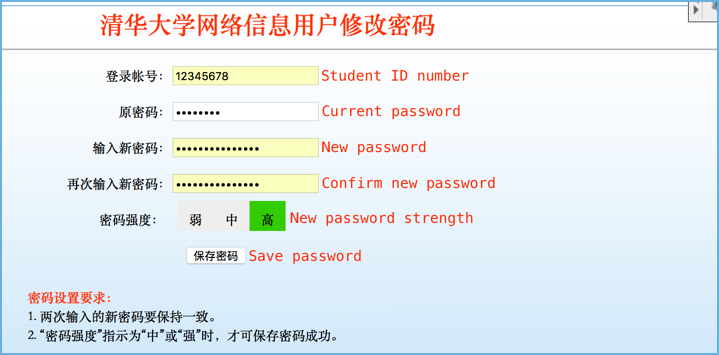 清华大学网络信息用户修改密码
登录帐号： 12345678 Student ID number
原密码： •••••••• Current password
输入新密码： ••••••••••••••• New password
再次输入新密码： ••••••••••••••• Confirm new password
密码强度： 弱 中 高 New password strength
保存密码 Save password
密码设置要求：
1. 两次输入的新密码要保持一致。
2. “密码强度”指示为“中”或“强”时，才可保存密码成功。